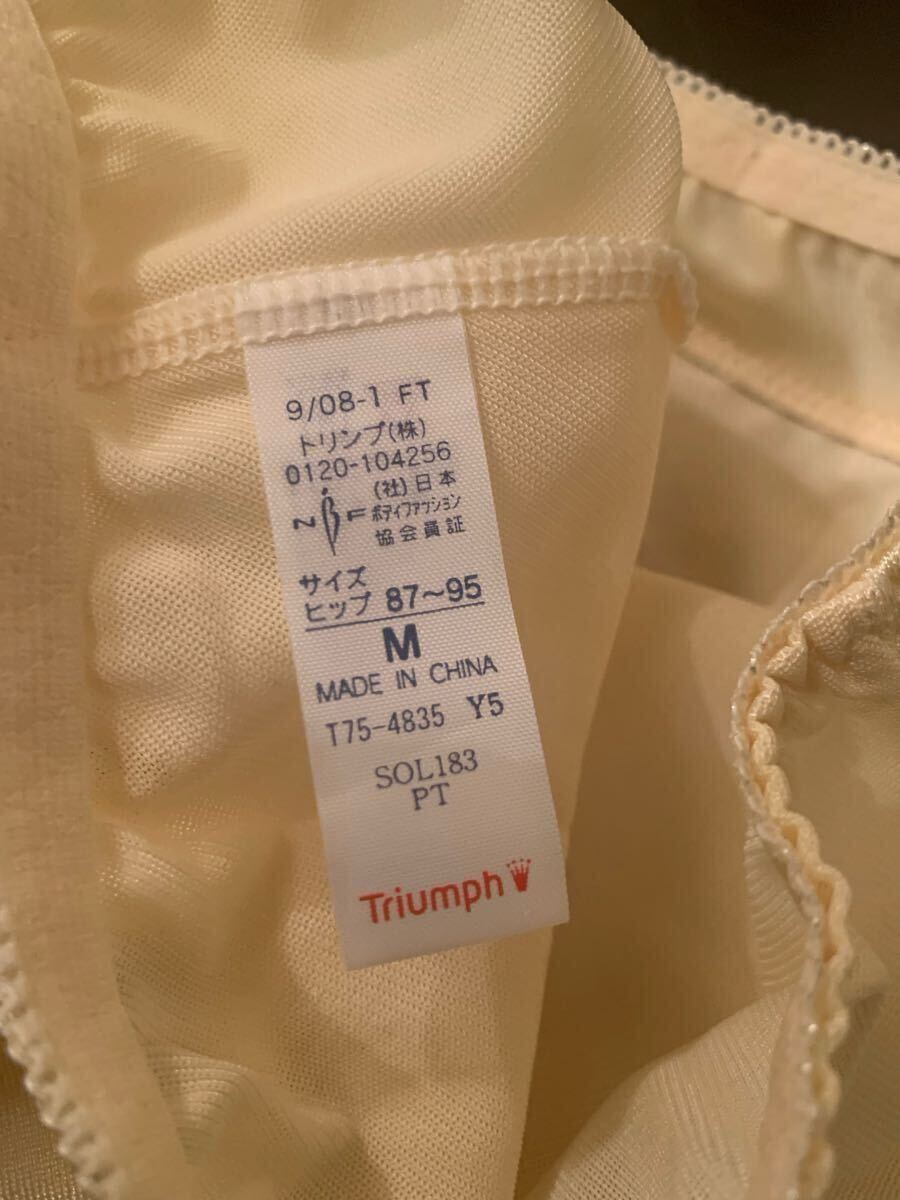 9/08-1 FT
トリンプ(株)
0120-104256
NBF
(社)日本
ボディファッション
協会員証
サイズ
ヒップ 87~95
M
MADE IN CHINA
T75-4835 Y5
SOL183
PT
Triumph